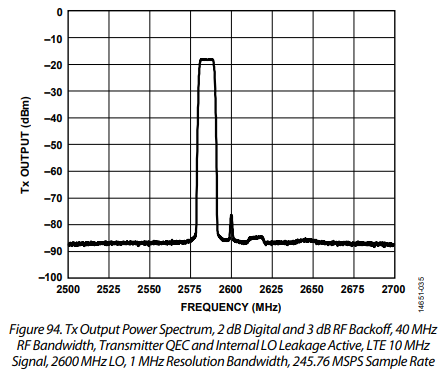 0
–10
–20
–30
–40
–50
–60
–70
–80
–90
–100
Tx OUTPUT (dBm)
2500 2525 2550 2575 2600 2625 2650 2675 2700
FREQUENCY (MHz)
14651-035
Figure 94. Tx Output Power Spectrum, 2 dB Digital and 3 dB RF Backoff, 40 MHz
RF Bandwidth, Transmitter QEC and Internal LO Leakage Active, LTE 10 MHz
Signal, 2600 MHz LO, 1 MHz Resolution Bandwidth, 245.76 MSPS Sample Rate